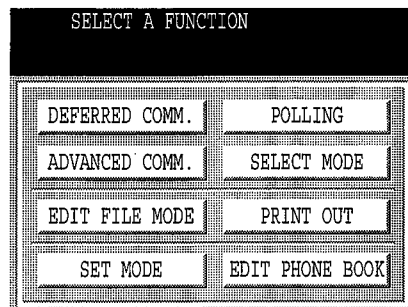 SELECT A FUNCTION
DEFERRED COMM. POLLING
ADVANCED COMM. SELECT MODE
EDIT FILE MODE PRINT OUT
SET MODE EDIT PHONE BOOK